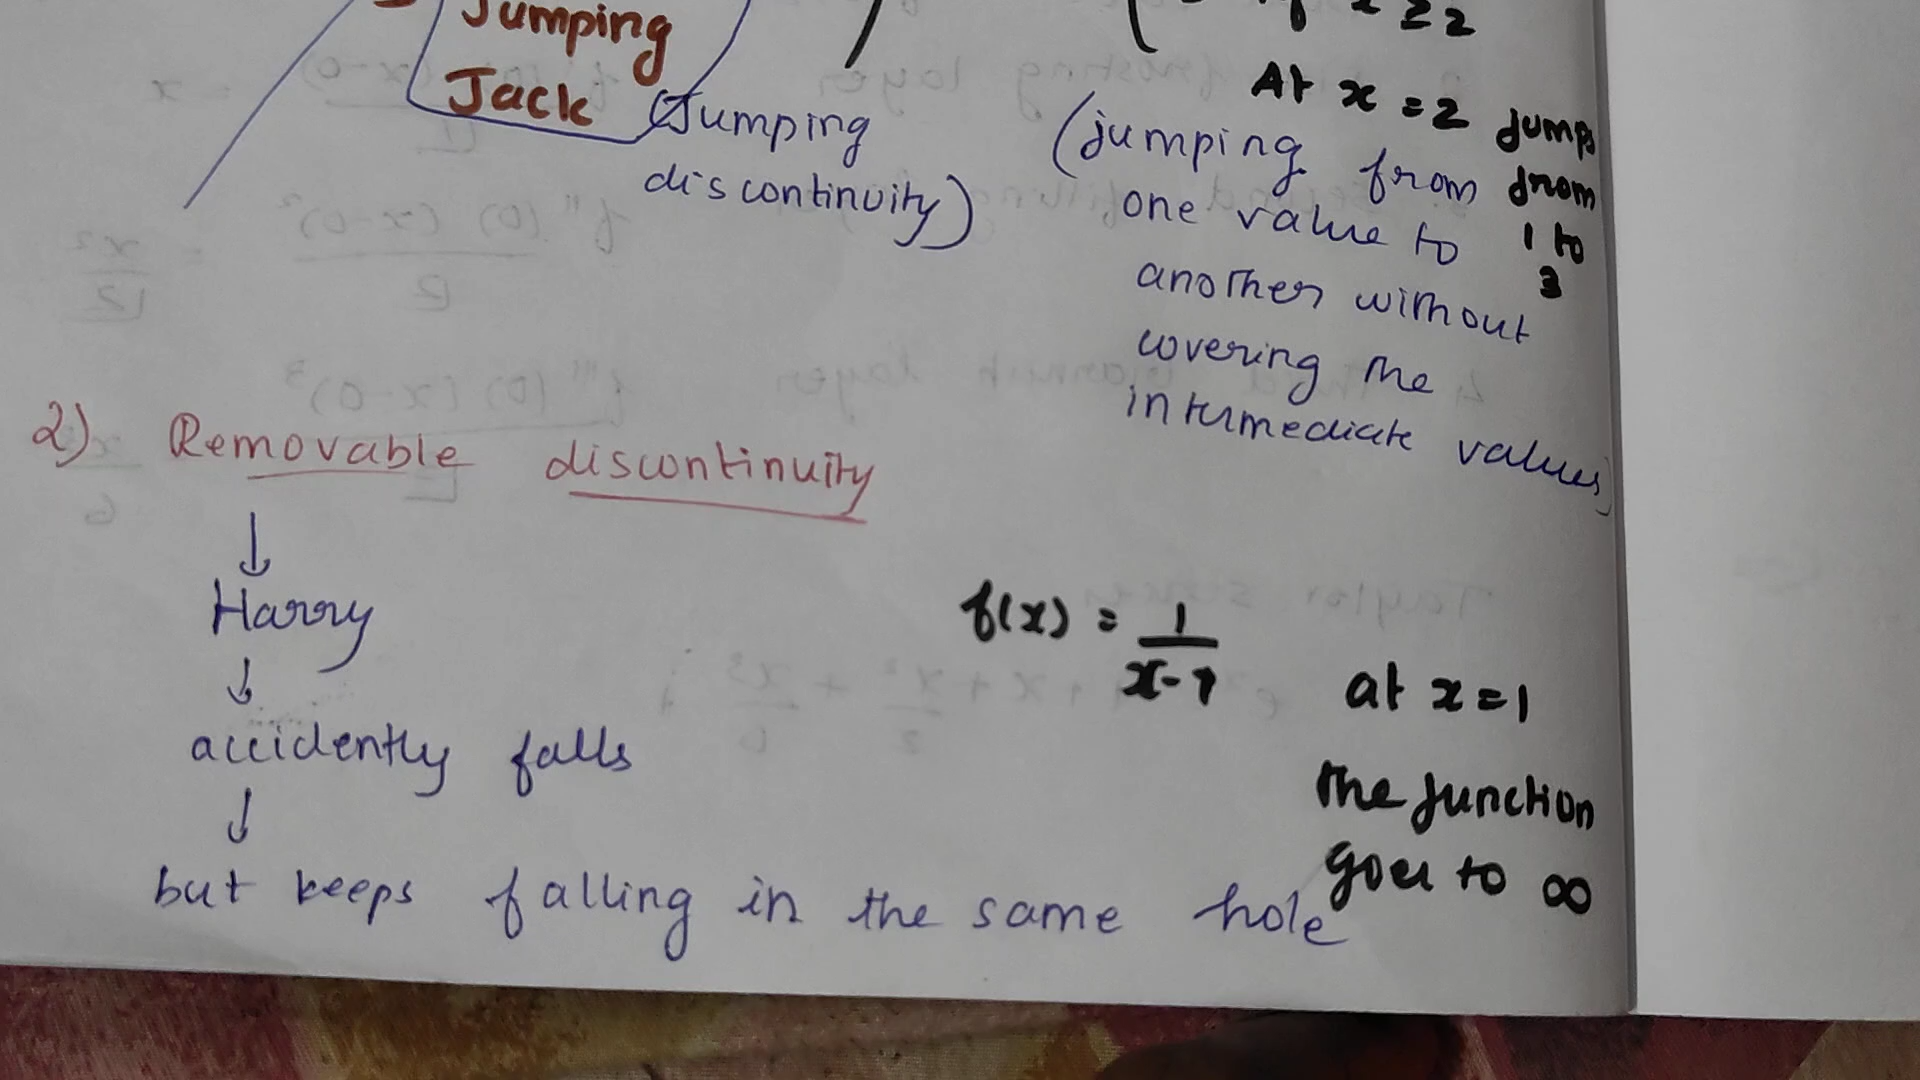 Jumping
Jack
(Jumping
discontinuity)
≥ 2
At x = 2 jumps
from
1 to
3
(jumping from
one value to
another without
covering the
intermediate values)
2) Removable discontinuity
↓
Harry
↓
accidently falls
↓
but keeps falling in the same hole
f(x) = 1/(x-1)
at x = 1
the function
goes to ∞